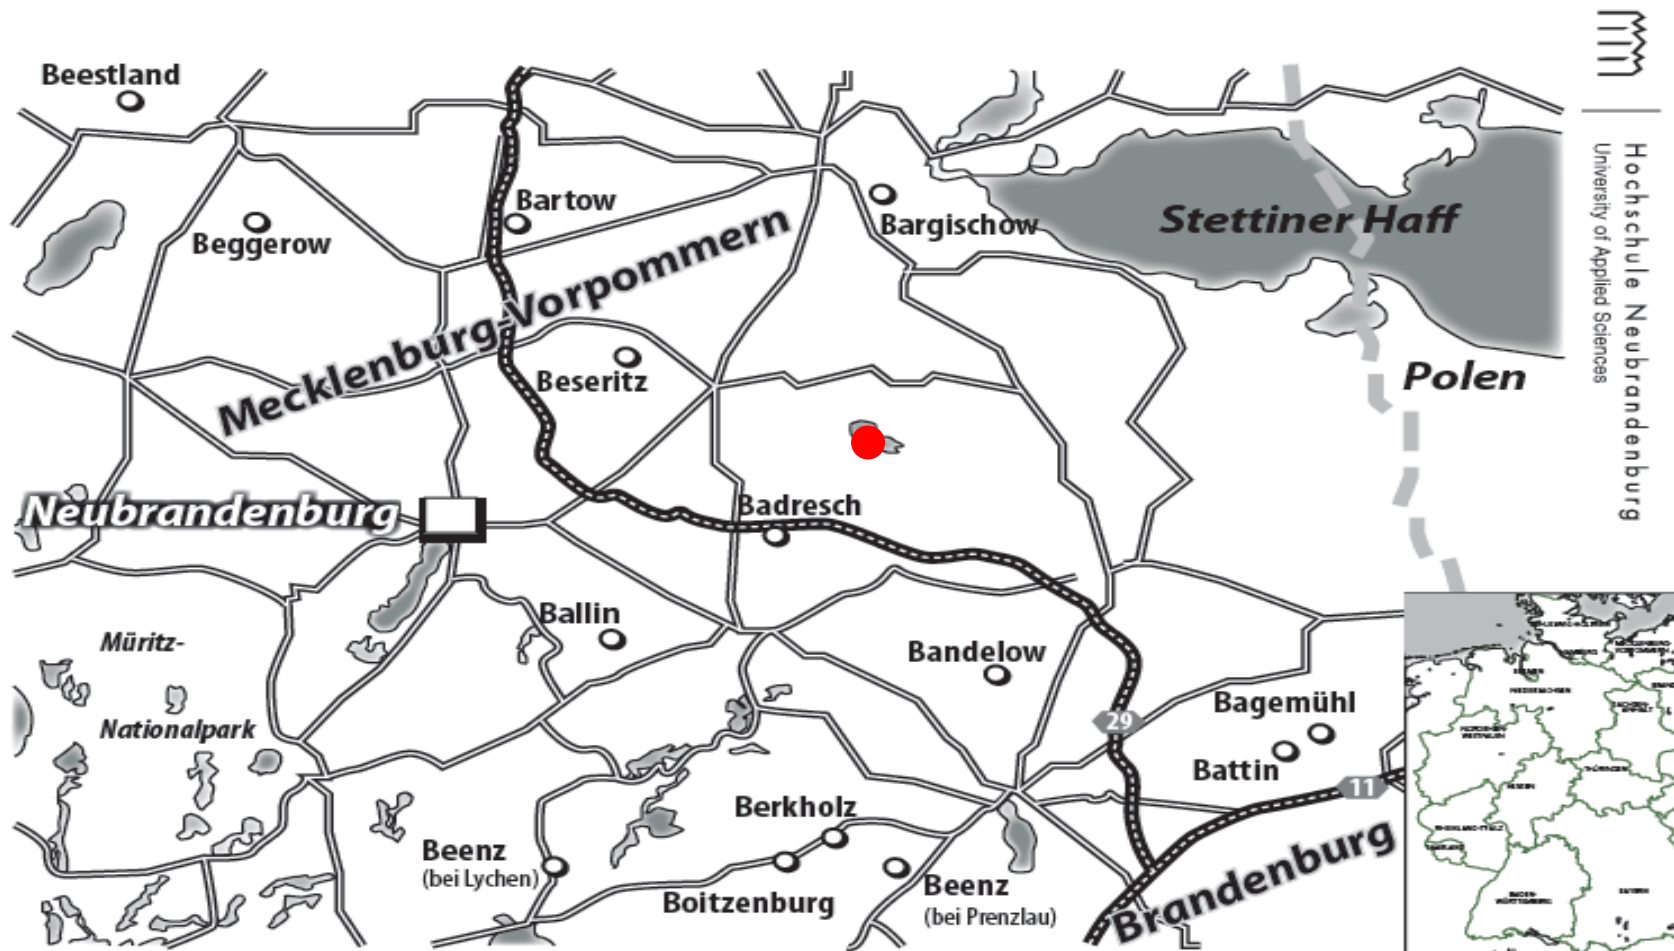 Beestland
Bartow
Beggerow
Bargischow
Stettiner Haff
Mecklenburg-Vorpommern
Beseritz
Polen
Neubrandenburg
Badresch
Ballin
Müritz-
Nationalpark
Bandelow
29
Bagemühl
Battin
11
Berkholz
Beenz
(bei Lychen)
Boitzenburg
Beenz
(bei Prenzlau)
Brandenburg
Hochschule Neubrandenburg
University of Applied Sciences